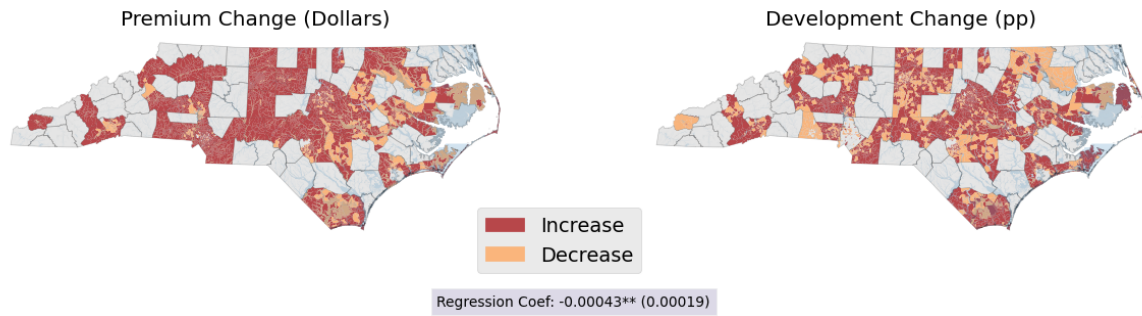 Premium Change (Dollars)
Development Change (pp)
Increase
Decrease
Regression Coef: -0.00043** (0.00019)